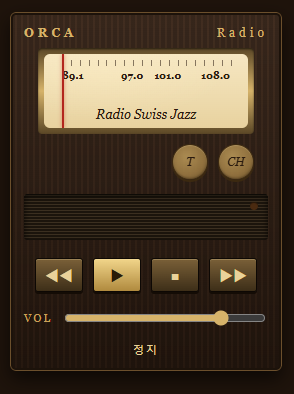 ORCA Radio
89.1 97.0 101.0 108.0
Radio Swiss Jazz
T CH
VOL
정지